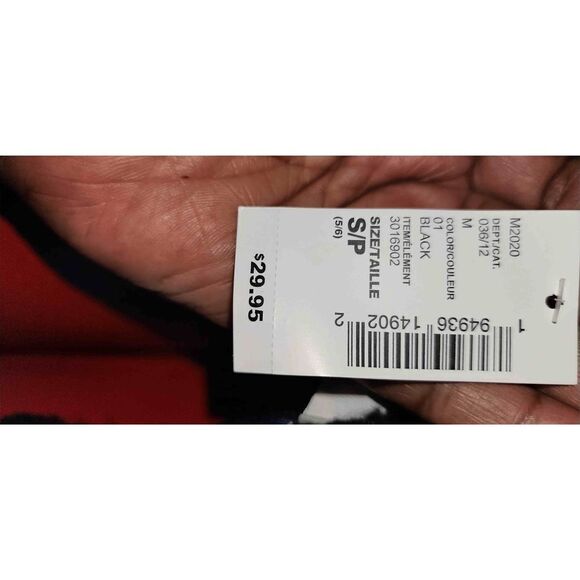 M2020
DEPT/CAT.
036/12
M
COLOR/COULEUR
01
BLACK
ITEM/ÉLÉMENT
3016902
SIZE/TAILLE
S/P
(5/6)
1 94936 14902 2
$29.95